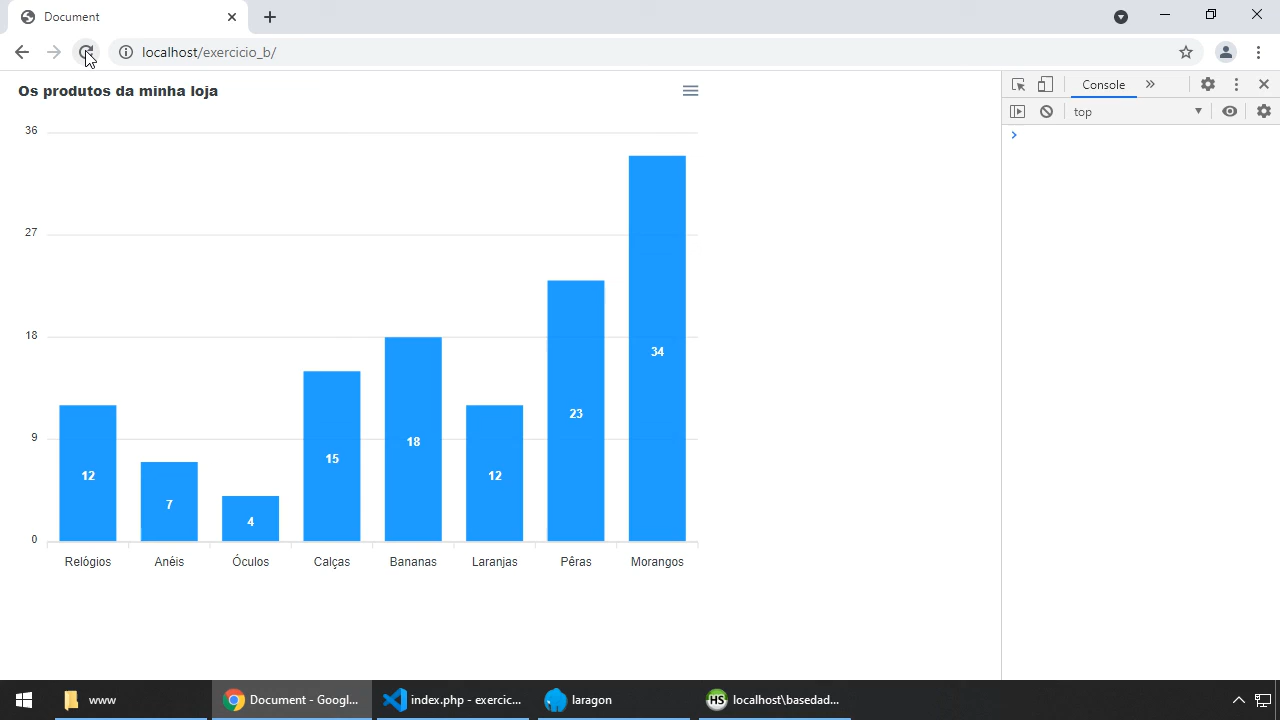 Document
localhost/exercicio_b/
Os produtos da minha loja
Console
top
36
27
18
9
0
12
7
4
15
18
12
23
34
Relógios
Anéis
Óculos
Calças
Bananas
Laranjas
Pêras
Morangos
www
Document - Googl...
index.php - exercic...
laragon
HS
localhost\basedad...